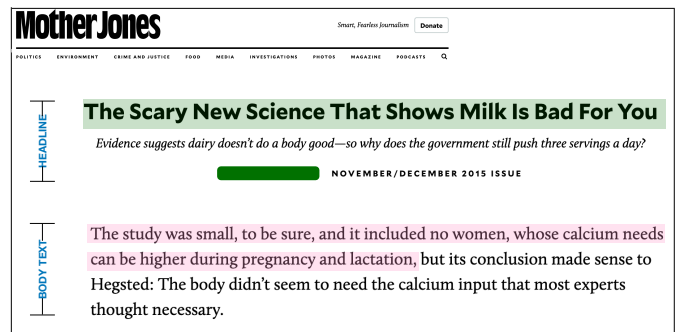 Mother Jones
Smart, Fearless Journalism
Donate
POLITICS ENVIRONMENT CRIME AND JUSTICE FOOD MEDIA INVESTIGATIONS PHOTOS MAGAZINE PODCASTS
HEADLINE
The Scary New Science That Shows Milk Is Bad For You
Evidence suggests dairy doesn’t do a body good—so why does the government still push three servings a day?
NOVEMBER/DECEMBER 2015 ISSUE
BODY TEXT
The study was small, to be sure, and it included no women, whose calcium needs
can be higher during pregnancy and lactation, but its conclusion made sense to
Hegsted: The body didn’t seem to need the calcium input that most experts
thought necessary.